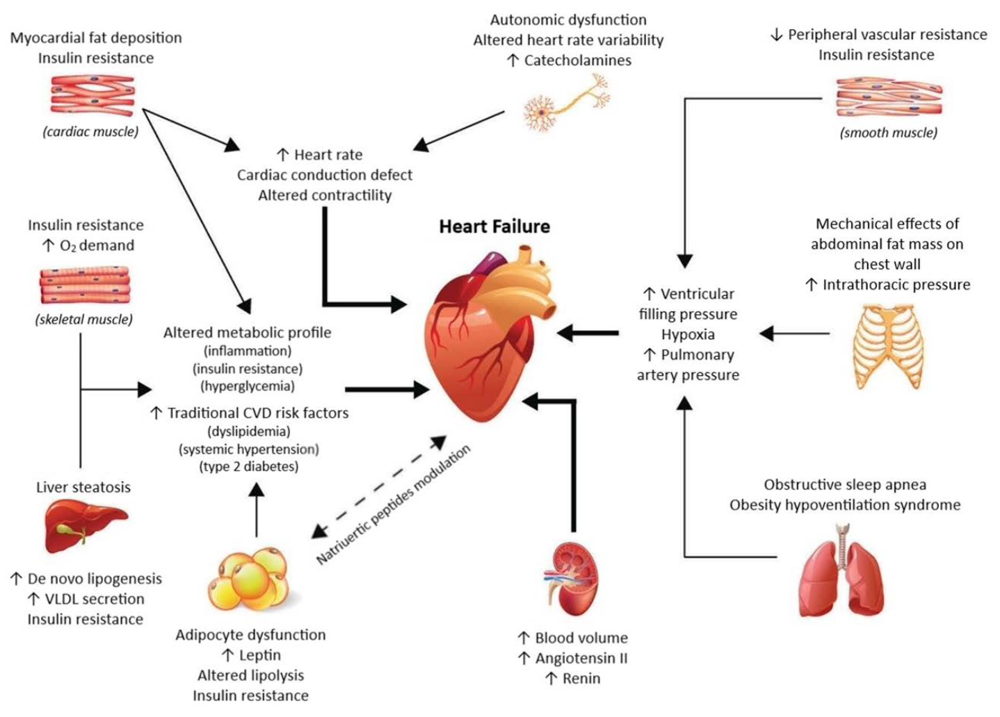 Myocardial fat deposition
Insulin resistance
(cardiac muscle)
Autonomic dysfunction
Altered heart rate variability
↑ Catecholamines
↓ Peripheral vascular resistance
Insulin resistance
(smooth muscle)
↑ Heart rate
Cardiac conduction defect
Altered contractility
Insulin resistance
↑ O₂ demand
(skeletal muscle)
Heart Failure
Mechanical effects of
abdominal fat mass on
chest wall
↑ Intrathoracic pressure
↑ Ventricular
filling pressure
Hypoxia
↑ Pulmonary
artery pressure
Altered metabolic profile
(inflammation)
(insulin resistance)
(hyperglycemia)
↑ Traditional CVD risk factors
(dyslipidemia)
(systemic hypertension)
(type 2 diabetes)
Natriuertic peptides modulation
Liver steatosis
↑ De novo lipogenesis
↑ VLDL secretion
Insulin resistance
Adipocyte dysfunction
↑ Leptin
Altered lipolysis
Insulin resistance
↑ Blood volume
↑ Angiotensin II
↑ Renin
Obstructive sleep apnea
Obesity hypoventilation syndrome